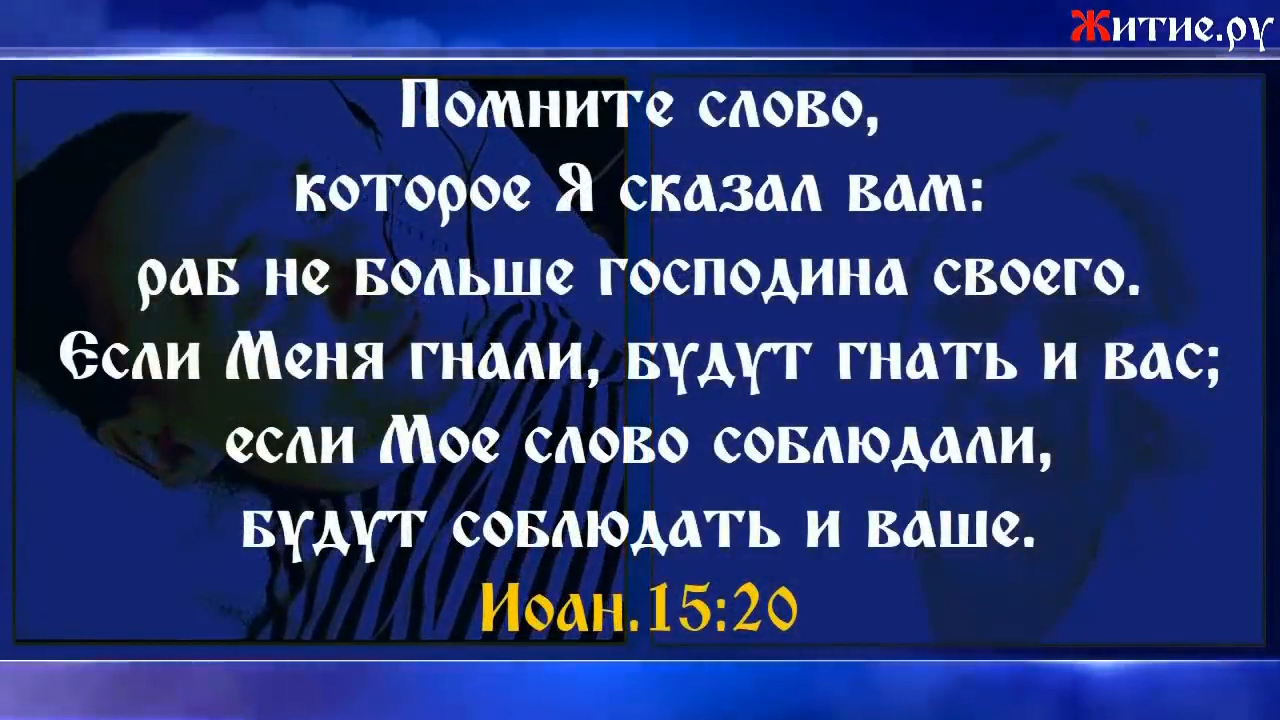 Житие.ру
Помните слово,
которое Я сказал вам:
раб не больше господина своего.
Если Меня гнали, будут гнать и вас;
если Мое слово соблюдали,
будут соблюдать и ваше.
Иоан.15:20